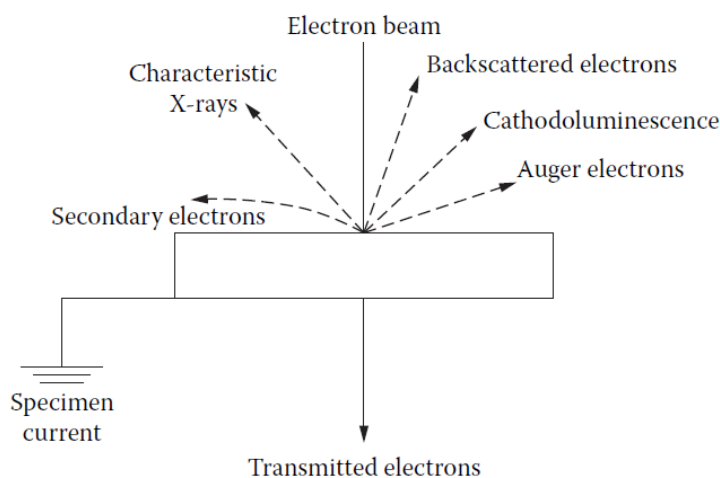 Electron beam
Characteristic
X-rays
Backscattered electrons
Cathodoluminescence
Auger electrons
Secondary electrons
Specimen
current
Transmitted electrons